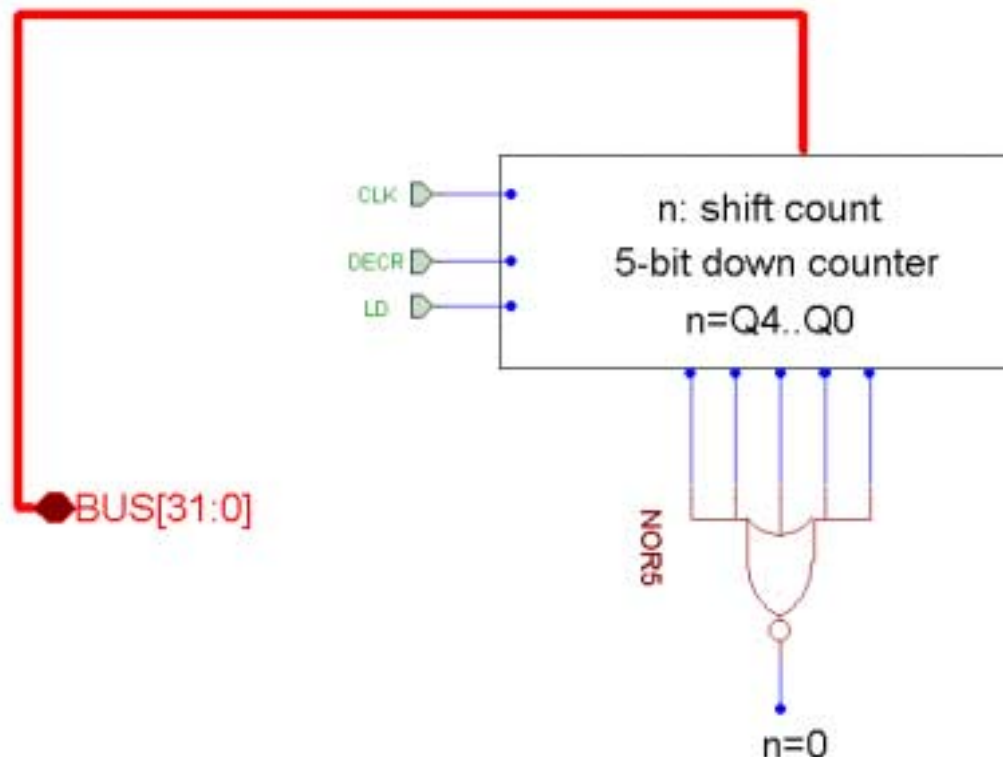 CLK
DECR
LD
n: shift count
5-bit down counter
n=Q4..Q0
BUS[31:0]
NOR5
n=0